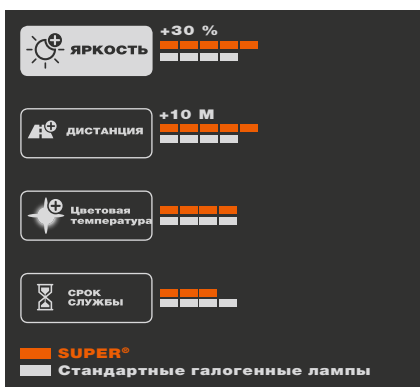 +30 %
ЯРКОСТЬ
+10 М
ДИСТАНЦИЯ
Цветовая
температура
СРОК
СЛУЖБЫ
SUPER®
Стандартные галогенные лампы